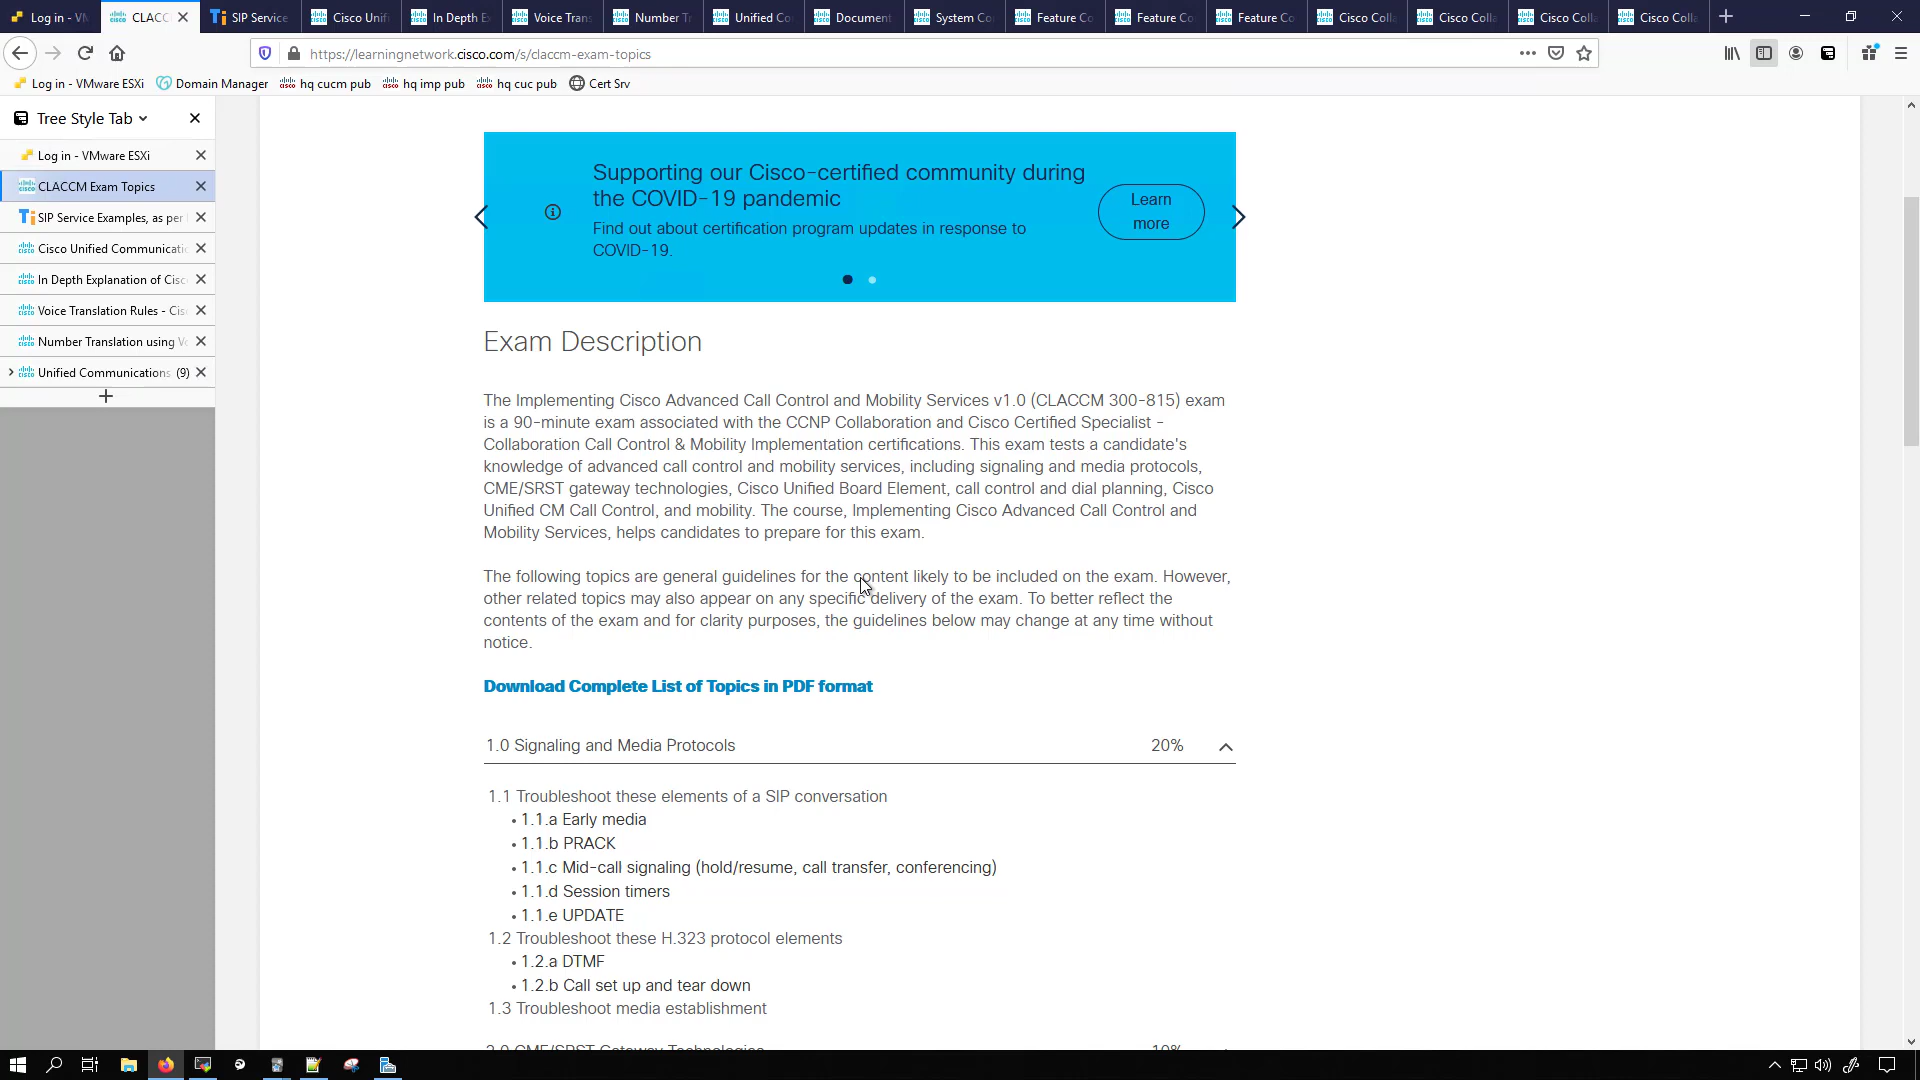 Log in - VM
CLACC
SIP Service
Cisco Unif
In Depth E
Voice Tran
Number Tr
Unified Co
Document
System Co
Feature Co
Feature Co
Feature Co
Cisco Colla
Cisco Colla
Cisco Colla
Cisco Colla
https://learningnetwork.cisco.com/s/claccm-exam-topics
Log in - VMware ESXi
Domain Manager
hq cucm pub
hq imp pub
hq cuc pub
Cert Srv
Tree Style Tab
Log in - VMware ESXi
CLACCM Exam Topics
SIP Service Examples, as per
Cisco Unified Communicatio
In Depth Explanation of Cisc
Voice Translation Rules - Cis
Number Translation using Vo
Unified Communications (9)
Supporting our Cisco-certified community during
the COVID-19 pandemic
Find out about certification program updates in response to
COVID-19.
Learn
more
Exam Description
The Implementing Cisco Advanced Call Control and Mobility Services v1.0 (CLACCM 300-815) exam
is a 90-minute exam associated with the CCNP Collaboration and Cisco Certified Specialist -
Collaboration Call Control & Mobility Implementation certifications. This exam tests a candidate's
knowledge of advanced call control and mobility services, including signaling and media protocols,
CME/SRST gateway technologies, Cisco Unified Board Element, call control and dial planning, Cisco
Unified CM Call Control, and mobility. The course, Implementing Cisco Advanced Call Control and
Mobility Services, helps candidates to prepare for this exam.
The following topics are general guidelines for the content likely to be included on the exam. However,
other related topics may also appear on any specific delivery of the exam. To better reflect the
contents of the exam and for clarity purposes, the guidelines below may change at any time without
notice.
Download Complete List of Topics in PDF format
1.0 Signaling and Media Protocols 20%
1.1 Troubleshoot these elements of a SIP conversation
• 1.1.a Early media
• 1.1.b PRACK
• 1.1.c Mid-call signaling (hold/resume, call transfer, conferencing)
• 1.1.d Session timers
• 1.1.e UPDATE
1.2 Troubleshoot these H.323 protocol elements
• 1.2.a DTMF
• 1.2.b Call set up and tear down
1.3 Troubleshoot media establishment
2.0 CME/SRST Gateway Technologies 10%